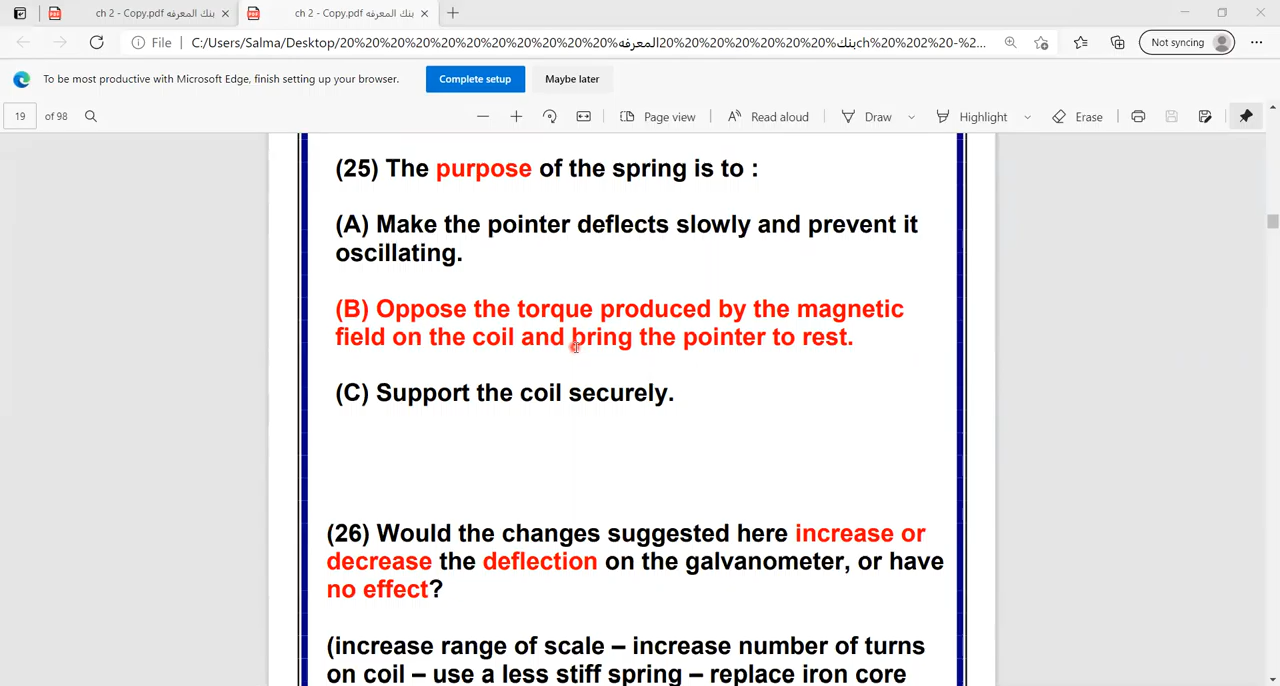 ch 2 - Copy.pdf بنك المعرفه
ch 2 - Copy.pdf بنك المعرفه
File C:/Users/Salma/Desktop/20%20%20%20%20%20%20%20%20%20%20المعرفه%20%20%20%20%20%20%20بنكch%20%202%20-%2...
Not syncing
To be most productive with Microsoft Edge, finish setting up your browser.
Complete setup
Maybe later
19 of 98
Page view
Read aloud
Draw
Highlight
Erase
(25) The purpose of the spring is to :
(A) Make the pointer deflects slowly and prevent it
oscillating.
(B) Oppose the torque produced by the magnetic
field on the coil and bring the pointer to rest.
(C) Support the coil securely.
(26) Would the changes suggested here increase or
decrease the deflection on the galvanometer, or have
no effect?
(increase range of scale – increase number of turns
on coil – use a less stiff spring – replace iron core